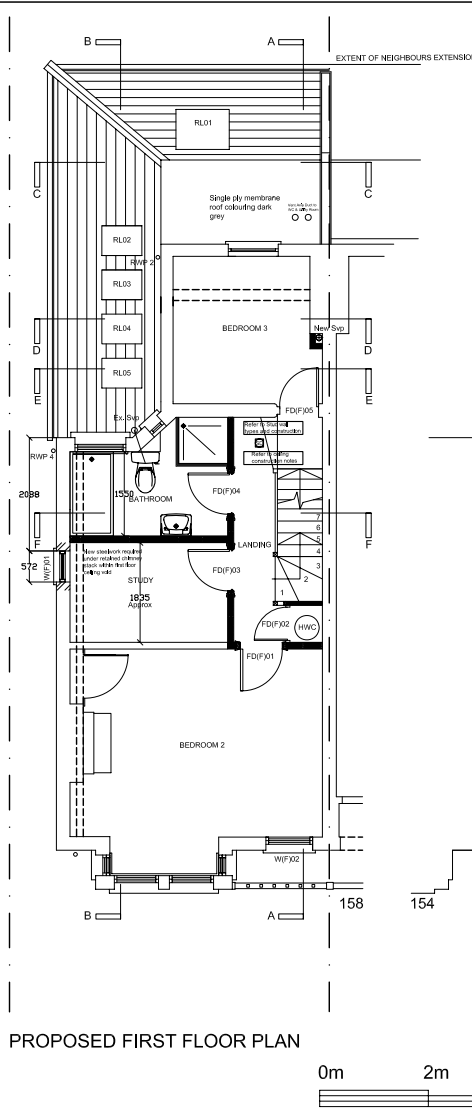 B
A
EXTENT OF NEIGHBOURS EXTENSION
RL01
C
C
Single ply membrane
roof colouring dark
grey
RL02
RWP 2
RL03
RL04
RL05
BEDROOM 3
New Svp
D
D
E
E
FD(F)05
Ex. Svp
Refer to Stud wall
types and construction
Refer to ceiling
construction notes
RWP 4
2088
1550
BATHROOM
FD(F)04
F
F
LANDING
7
6
5
4
3
2
1
New steelwork required
under retained chimney
stack within first floor
ceiling void
572
W(F)01
STUDY
1835
Approx
FD(F)03
FD(F)02
HWC
FD(F)01
BEDROOM 2
W(F)02
B
A
158
154
PROPOSED FIRST FLOOR PLAN
0m
2m